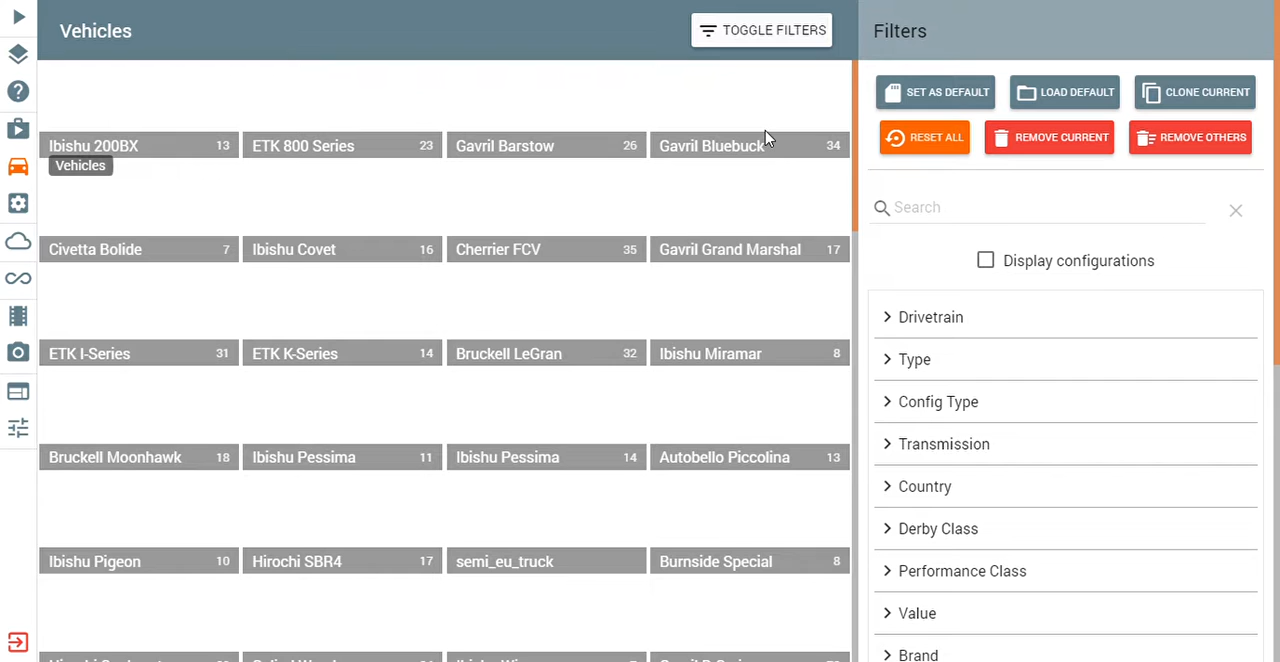 Vehicles
TOGGLE FILTERS
Filters
SET AS DEFAULT
LOAD DEFAULT
CLONE CURRENT
RESET ALL
REMOVE CURRENT
REMOVE OTHERS
Search
Display configurations
Drivetrain
Type
Config Type
Transmission
Country
Derby Class
Performance Class
Value
Brand
Ibishu 200BX 13
ETK 800 Series 23
Gavril Barstow 26
Gavril Bluebuck 34
Vehicles
Civetta Bolide 7
Ibishu Covet 16
Cherrier FCV 35
Gavril Grand Marshal 17
ETK I-Series 31
ETK K-Series 14
Bruckell LeGran 32
Ibishu Miramar 8
Bruckell Moonhawk 18
Ibishu Pessima 11
Ibishu Pessima 14
Autobello Piccolina 13
Ibishu Pigeon 10
Hirochi SBR4 17
semi_eu_truck
Burnside Special 8